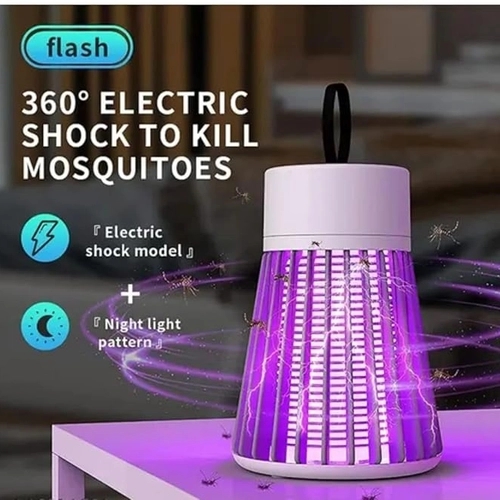 flash
360° ELECTRIC
SHOCK TO KILL
MOSQUITOES
『 Electric
shock model 』
+
『 Night light
pattern 』